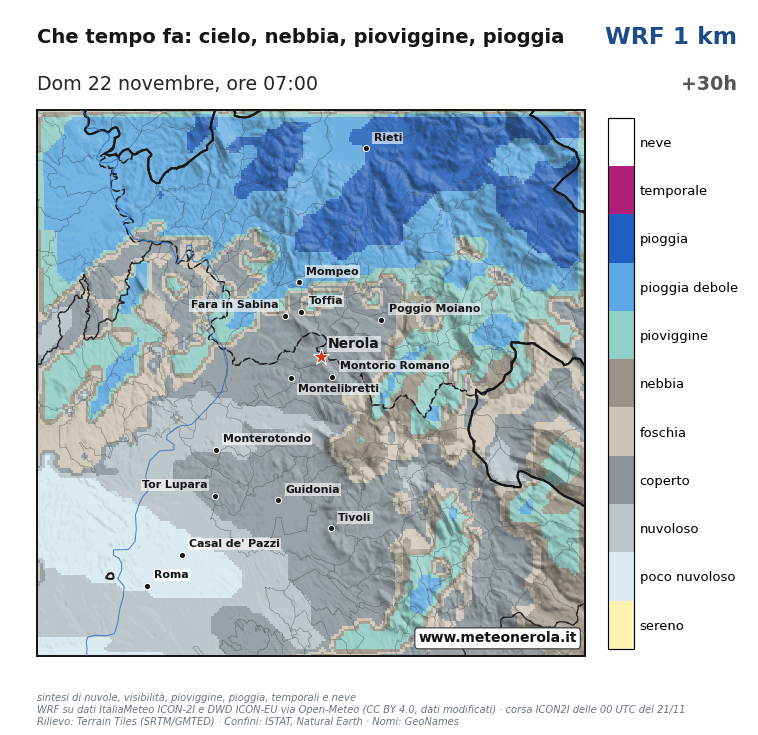 Che tempo fa: cielo, nebbia, pioviggine, pioggia
WRF 1 km
Dom 22 novembre, ore 07:00
+30h
Rieti
Mompeo
Toffia
Fara in Sabina
Poggio Moiano
Nerola
Montorio Romano
Montelibretti
Monterotondo
Tor Lupara
Guidonia
Tivoli
Casal de' Pazzi
Roma
www.meteonerola.it
neve
temporale
pioggia
pioggia debole
pioviggine
nebbia
foschia
coperto
nuvoloso
poco nuvoloso
sereno
sintesi di nuvole, visibilità, pioviggine, pioggia, temporali e neve
WRF su dati ItaliaMeteo ICON-2I e DWD ICON-EU via Open-Meteo (CC BY 4.0, dati modificati) · corsa ICON2I delle 00 UTC del 21/11
Rilievo: Terrain Tiles (SRTM/GMTED) · Confini: ISTAT, Natural Earth · Nomi: GeoNames